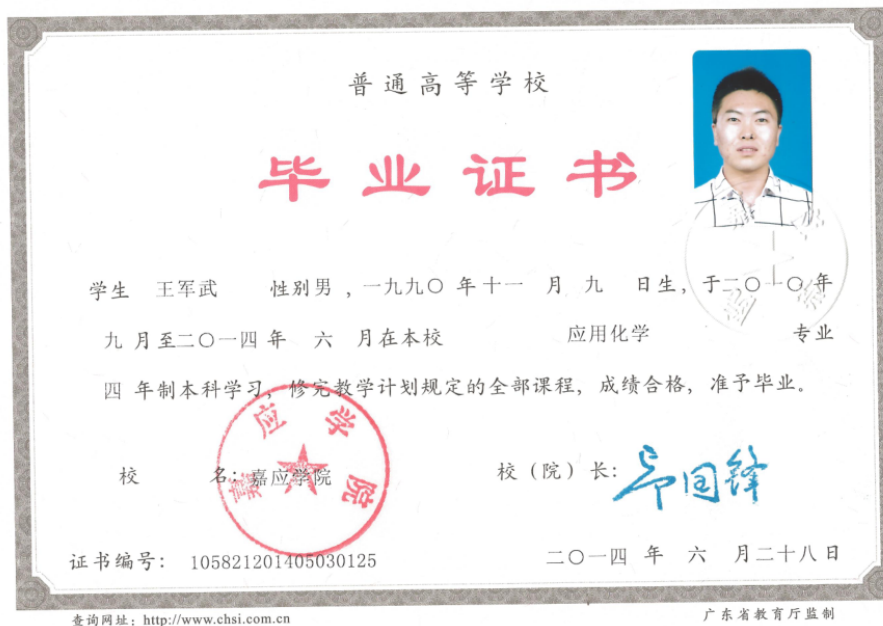 普通高等学校
毕业证书
学生 王军武 性别男，一九九〇年十一月九日生，于二〇一〇年
九月至二〇一四年六月在本校 应用化学 专业
四年制本科学习，修完教学计划规定的全部课程，成绩合格，准予毕业。
校 名：嘉应学院 校（院）长：
嘉应学院
证书编号：105821201405030125 二〇一四年六月二十八日
查询网址：http://www.chsi.com.cn 广东省教育厅监制